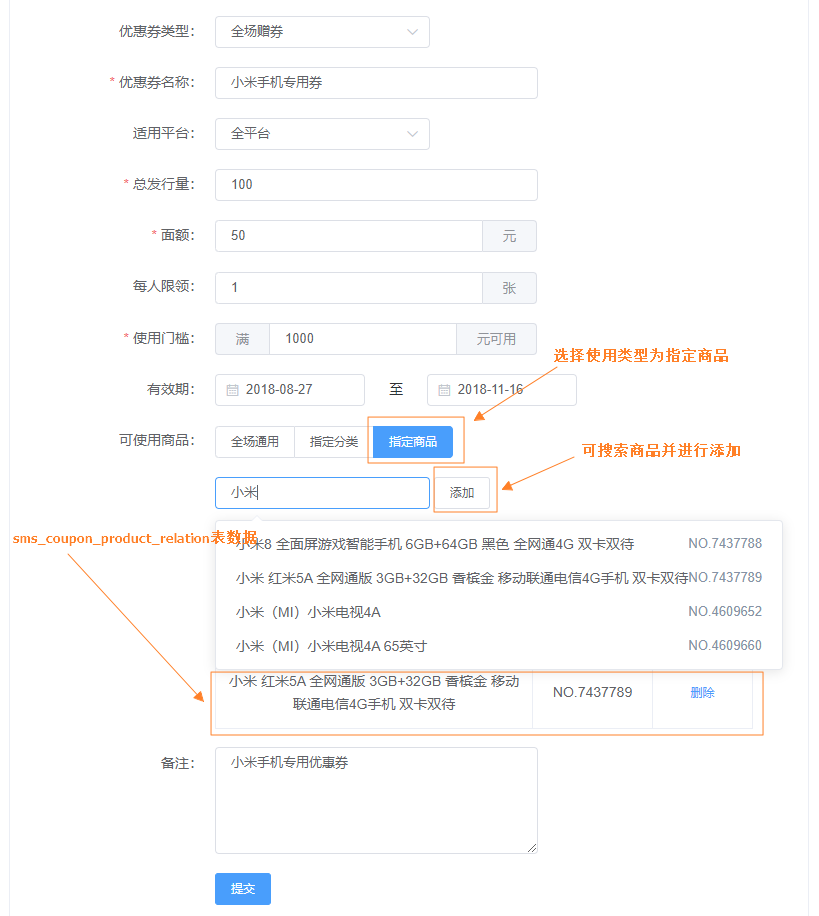 优惠券类型： 全场赠券
* 优惠券名称： 小米手机专用券
适用平台： 全平台
* 总发行量： 100
* 面额： 50 元
每人限领： 1 张
* 使用门槛： 满 1000 元可用
选择使用类型为指定商品
有效期： 2018-08-27 至 2018-11-16
可使用商品： 全场通用 指定分类 指定商品
可搜索商品并进行添加
小米 添加
sms_coupon_product_relation表数据
小米8 全面屏游戏智能手机 6GB+64GB 黑色 全网通4G 双卡双待 NO.7437788
小米 红米5A 全网通版 3GB+32GB 香槟金 移动联通电信4G手机 双卡双待 NO.7437789
小米（MI）小米电视4A NO.4609652
小米（MI）小米电视4A 65英寸 NO.4609660
小米 红米5A 全网通版 3GB+32GB 香槟金 移动
联通电信4G手机 双卡双待 NO.7437789 删除
备注： 小米手机专用优惠券
提交